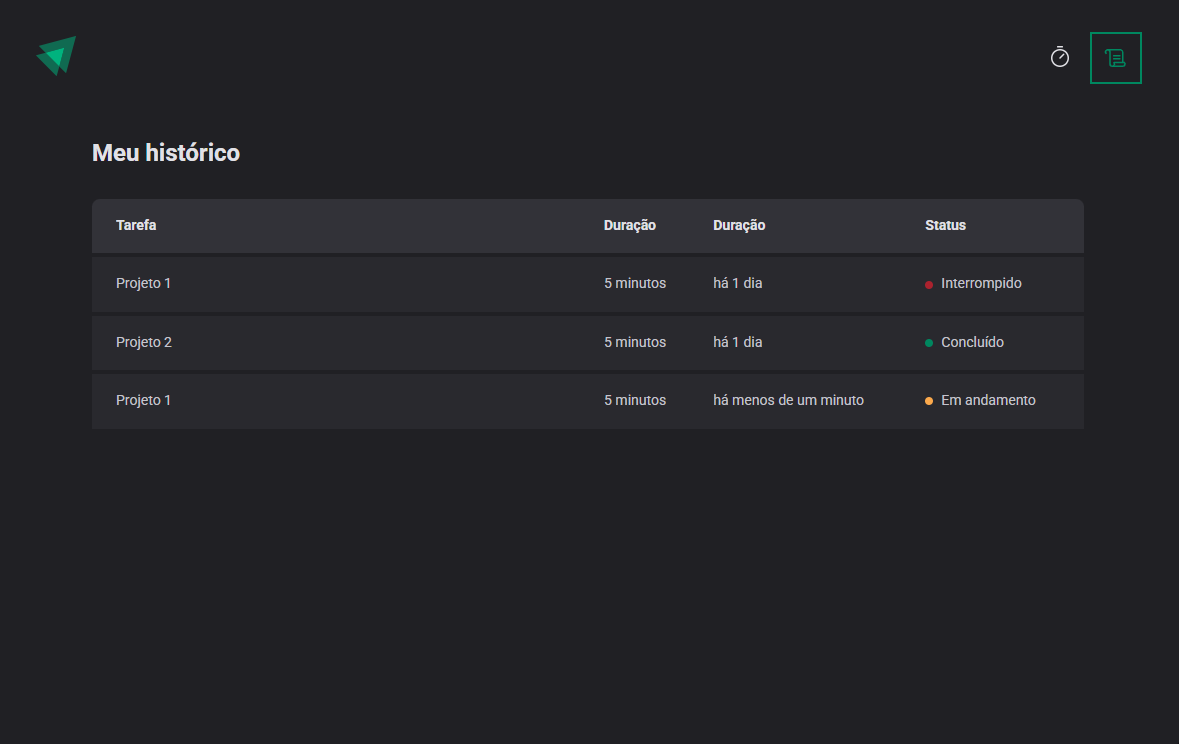 Meu histórico
Tarefa Duração Duração Status
Projeto 1 5 minutos há 1 dia Interrompido
Projeto 2 5 minutos há 1 dia Concluído
Projeto 1 5 minutos há menos de um minuto Em andamento